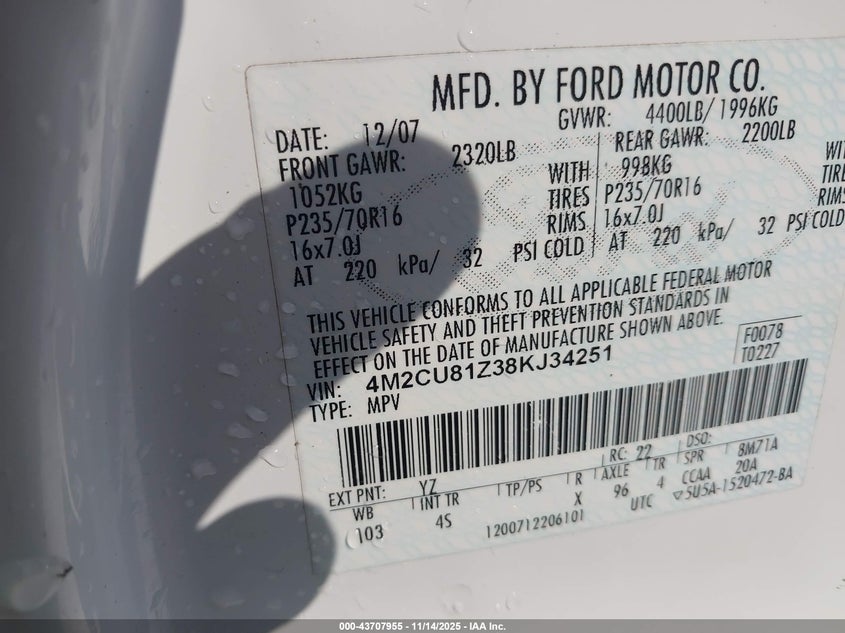 MFD. BY FORD MOTOR CO.
DATE: 12/07 GVWR: 4400LB/ 1996KG
FRONT GAWR: 2320LB REAR GAWR: 2200LB
1052KG WITH 998KG WIT
P235/70R16 TIRES P235/70R16 TIRE
16x7.0J RIMS 16x7.0J RIMS
AT 220 kPa/ 32 PSI COLD AT 220 kPa/ 32 PSI COLD
THIS VEHICLE CONFORMS TO ALL APPLICABLE FEDERAL MOTOR
VEHICLE SAFETY AND THEFT PREVENTION STANDARDS IN
EFFECT ON THE DATE OF MANUFACTURE SHOWN ABOVE.
F0078
VIN: 4M2CU81Z38KJ34251 T0227
TYPE: MPV
EXT PNT: YZ RC: 22 DSO:
WB INT TR TP/PS R AXLE TR SPR 8M71A
103 4S X 96 4 CCAA 20A
1200712206101 UTC ▽5U5A-1520472-BA
000-43707955 - 11/14/2025 - IAA Inc.